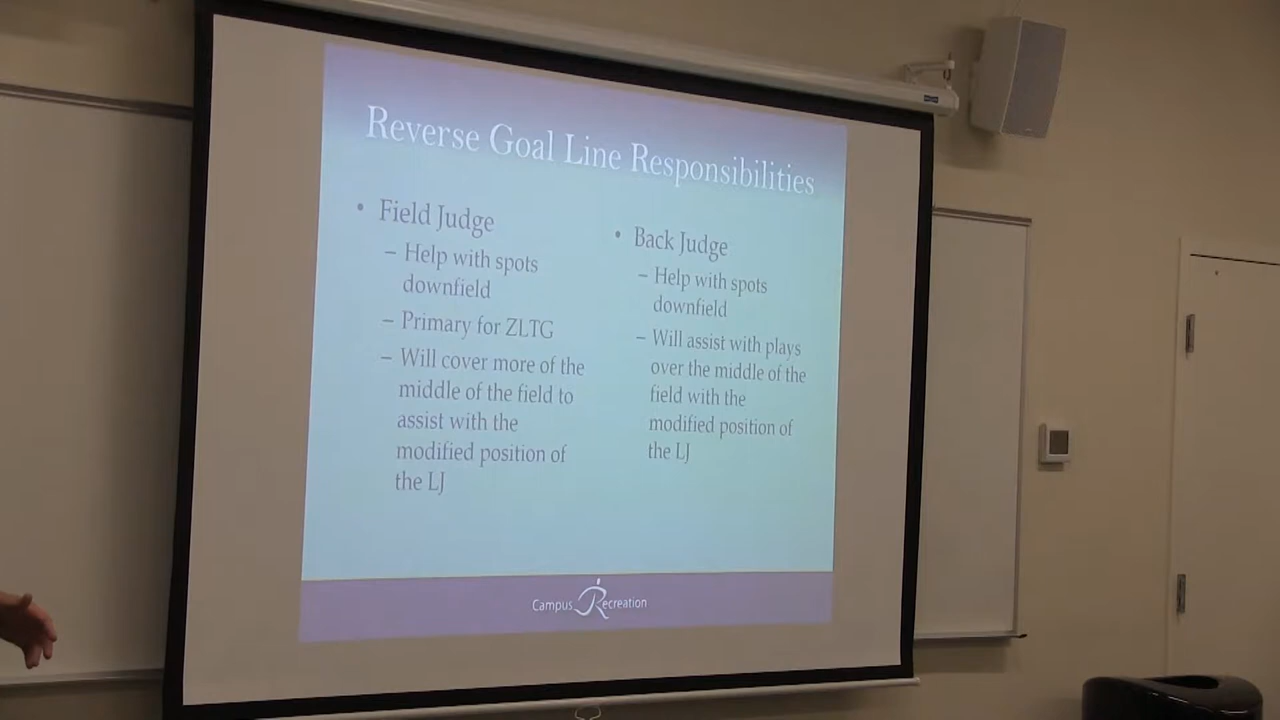 Reverse Goal Line Responsibilities
• Field Judge
– Help with spots
downfield
– Primary for ZLTG
– Will cover more of the
middle of the field to
assist with the
modified position of
the LJ
• Back Judge
– Help with spots
downfield
– Will assist with plays
over the middle of the
field with the
modified position of
the LJ
Campus Recreation